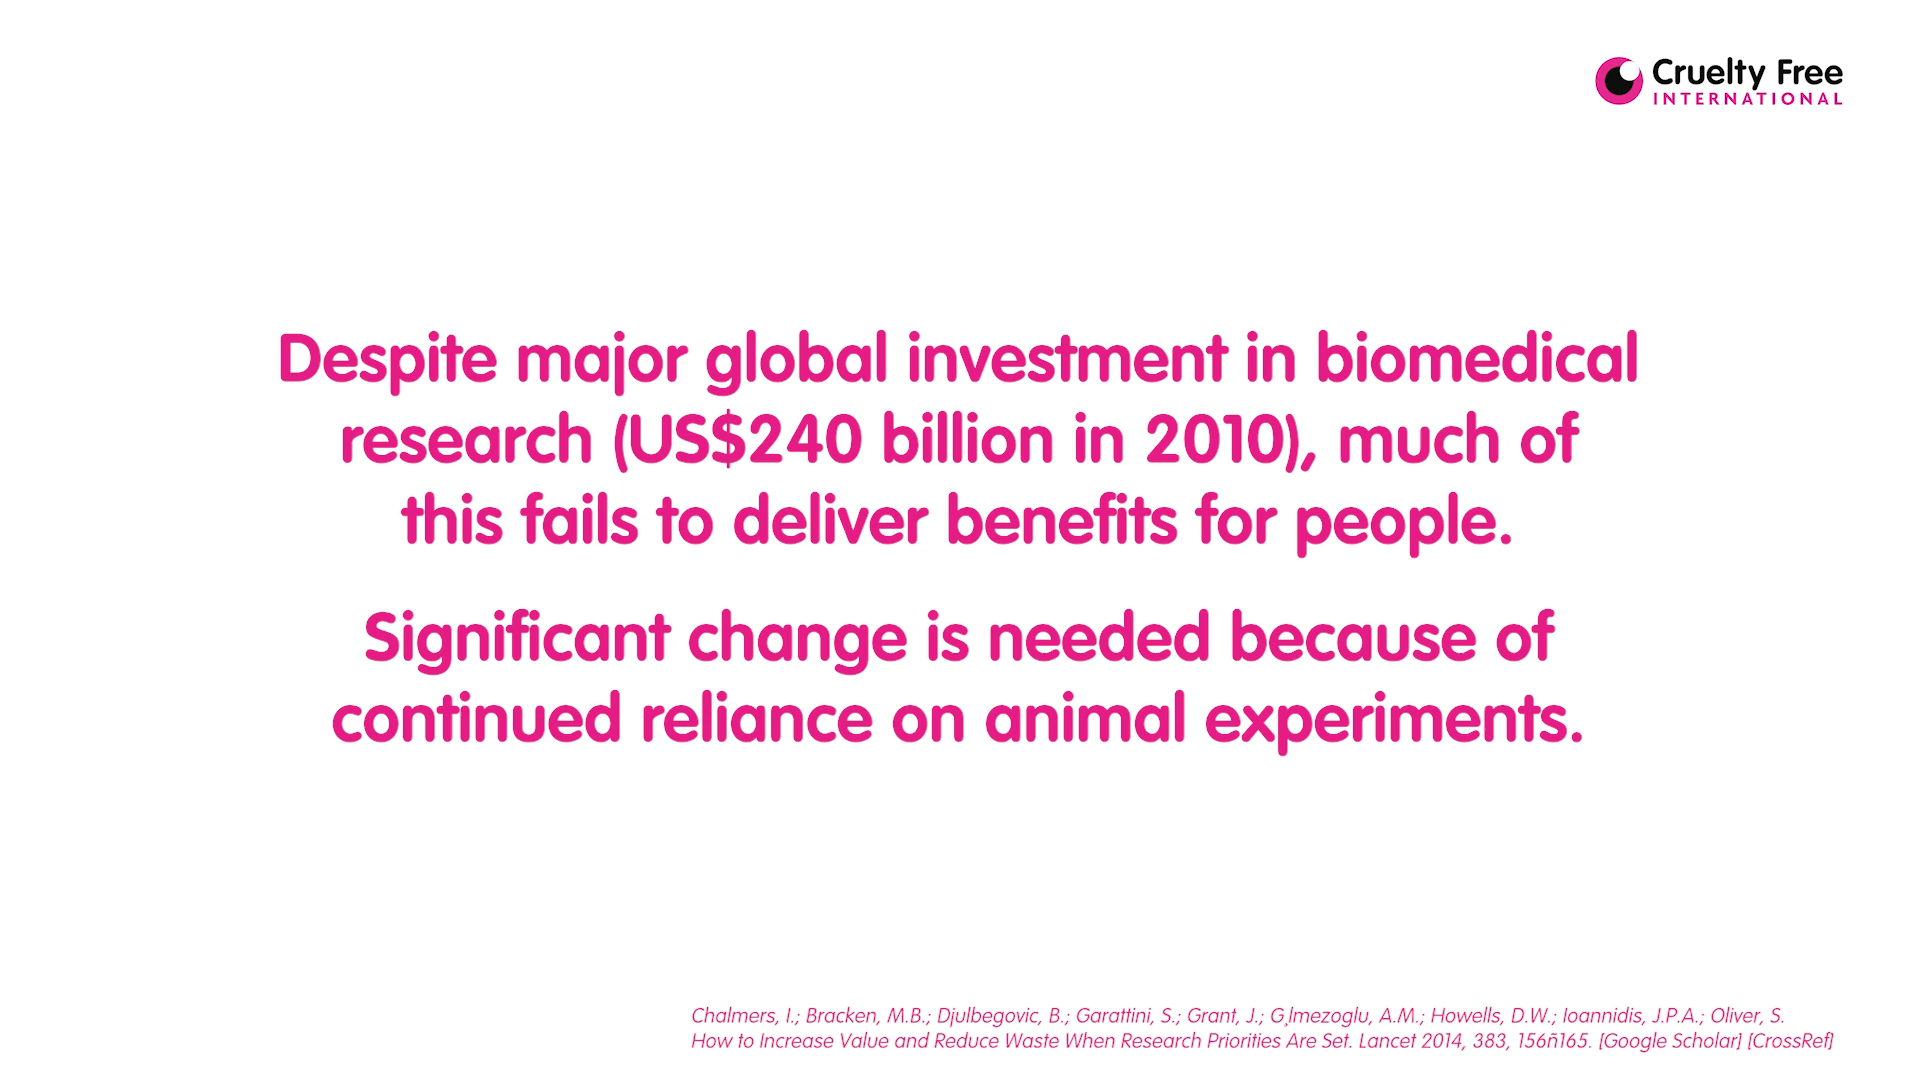 Cruelty Free
INTERNATIONAL
Despite major global investment in biomedical
research (US$240 billion in 2010), much of
this fails to deliver benefits for people.
Significant change is needed because of
continued reliance on animal experiments.
Chalmers, I.; Bracken, M.B.; Djulbegovic, B.; Garattini, S.; Grant, J.; G¸lmezoglu, A.M.; Howells, D.W.; Ioannidis, J.P.A.; Oliver, S.
How to Increase Value and Reduce Waste When Research Priorities Are Set. Lancet 2014, 383, 156ñ165. [Google Scholar] [CrossRef]